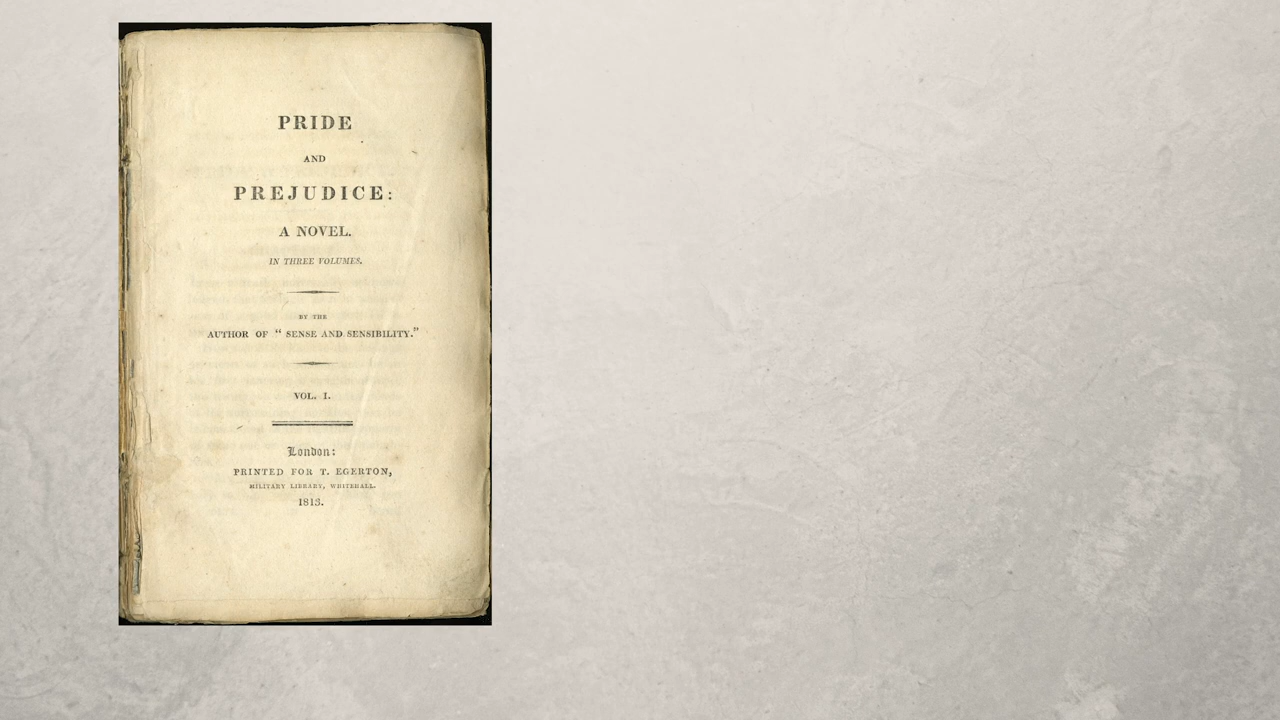 PRIDE
AND
PREJUDICE:
A NOVEL.
IN THREE VOLUMES.
BY THE
AUTHOR OF “ SENSE AND SENSIBILITY.”
VOL. I.
London:
PRINTED FOR T. EGERTON,
MILITARY LIBRARY, WHITEHALL.
1813.